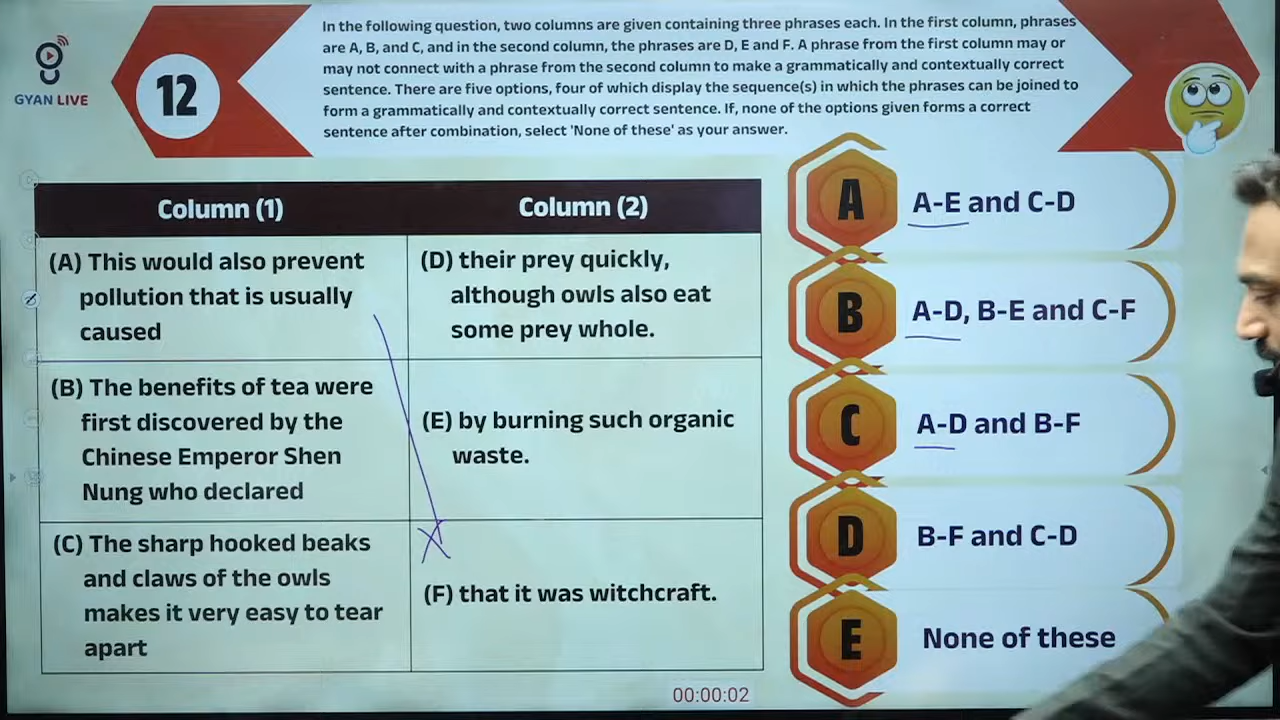 In the following question, two columns are given containing three phrases each. In the first column, phrases
are A, B, and C, and in the second column, the phrases are D, E and F. A phrase from the first column may or
may not connect with a phrase from the second column to make a grammatically and contextually correct
sentence. There are five options, four of which display the sequence(s) in which the phrases can be joined to
form a grammatically and contextually correct sentence. If, none of the options given forms a correct
sentence after combination, select 'None of these' as your answer.
GYAN LIVE
12
Column (1)
Column (2)
(A) This would also prevent
pollution that is usually
caused
(D) their prey quickly,
although owls also eat
some prey whole.
(B) The benefits of tea were
first discovered by the
Chinese Emperor Shen
Nung who declared
(E) by burning such organic
waste.
(C) The sharp hooked beaks
and claws of the owls
makes it very easy to tear
apart
(F) that it was witchcraft.
A
A-E and C-D
B
A-D, B-E and C-F
C
A-D and B-F
D
B-F and C-D
E
None of these
00:00:02